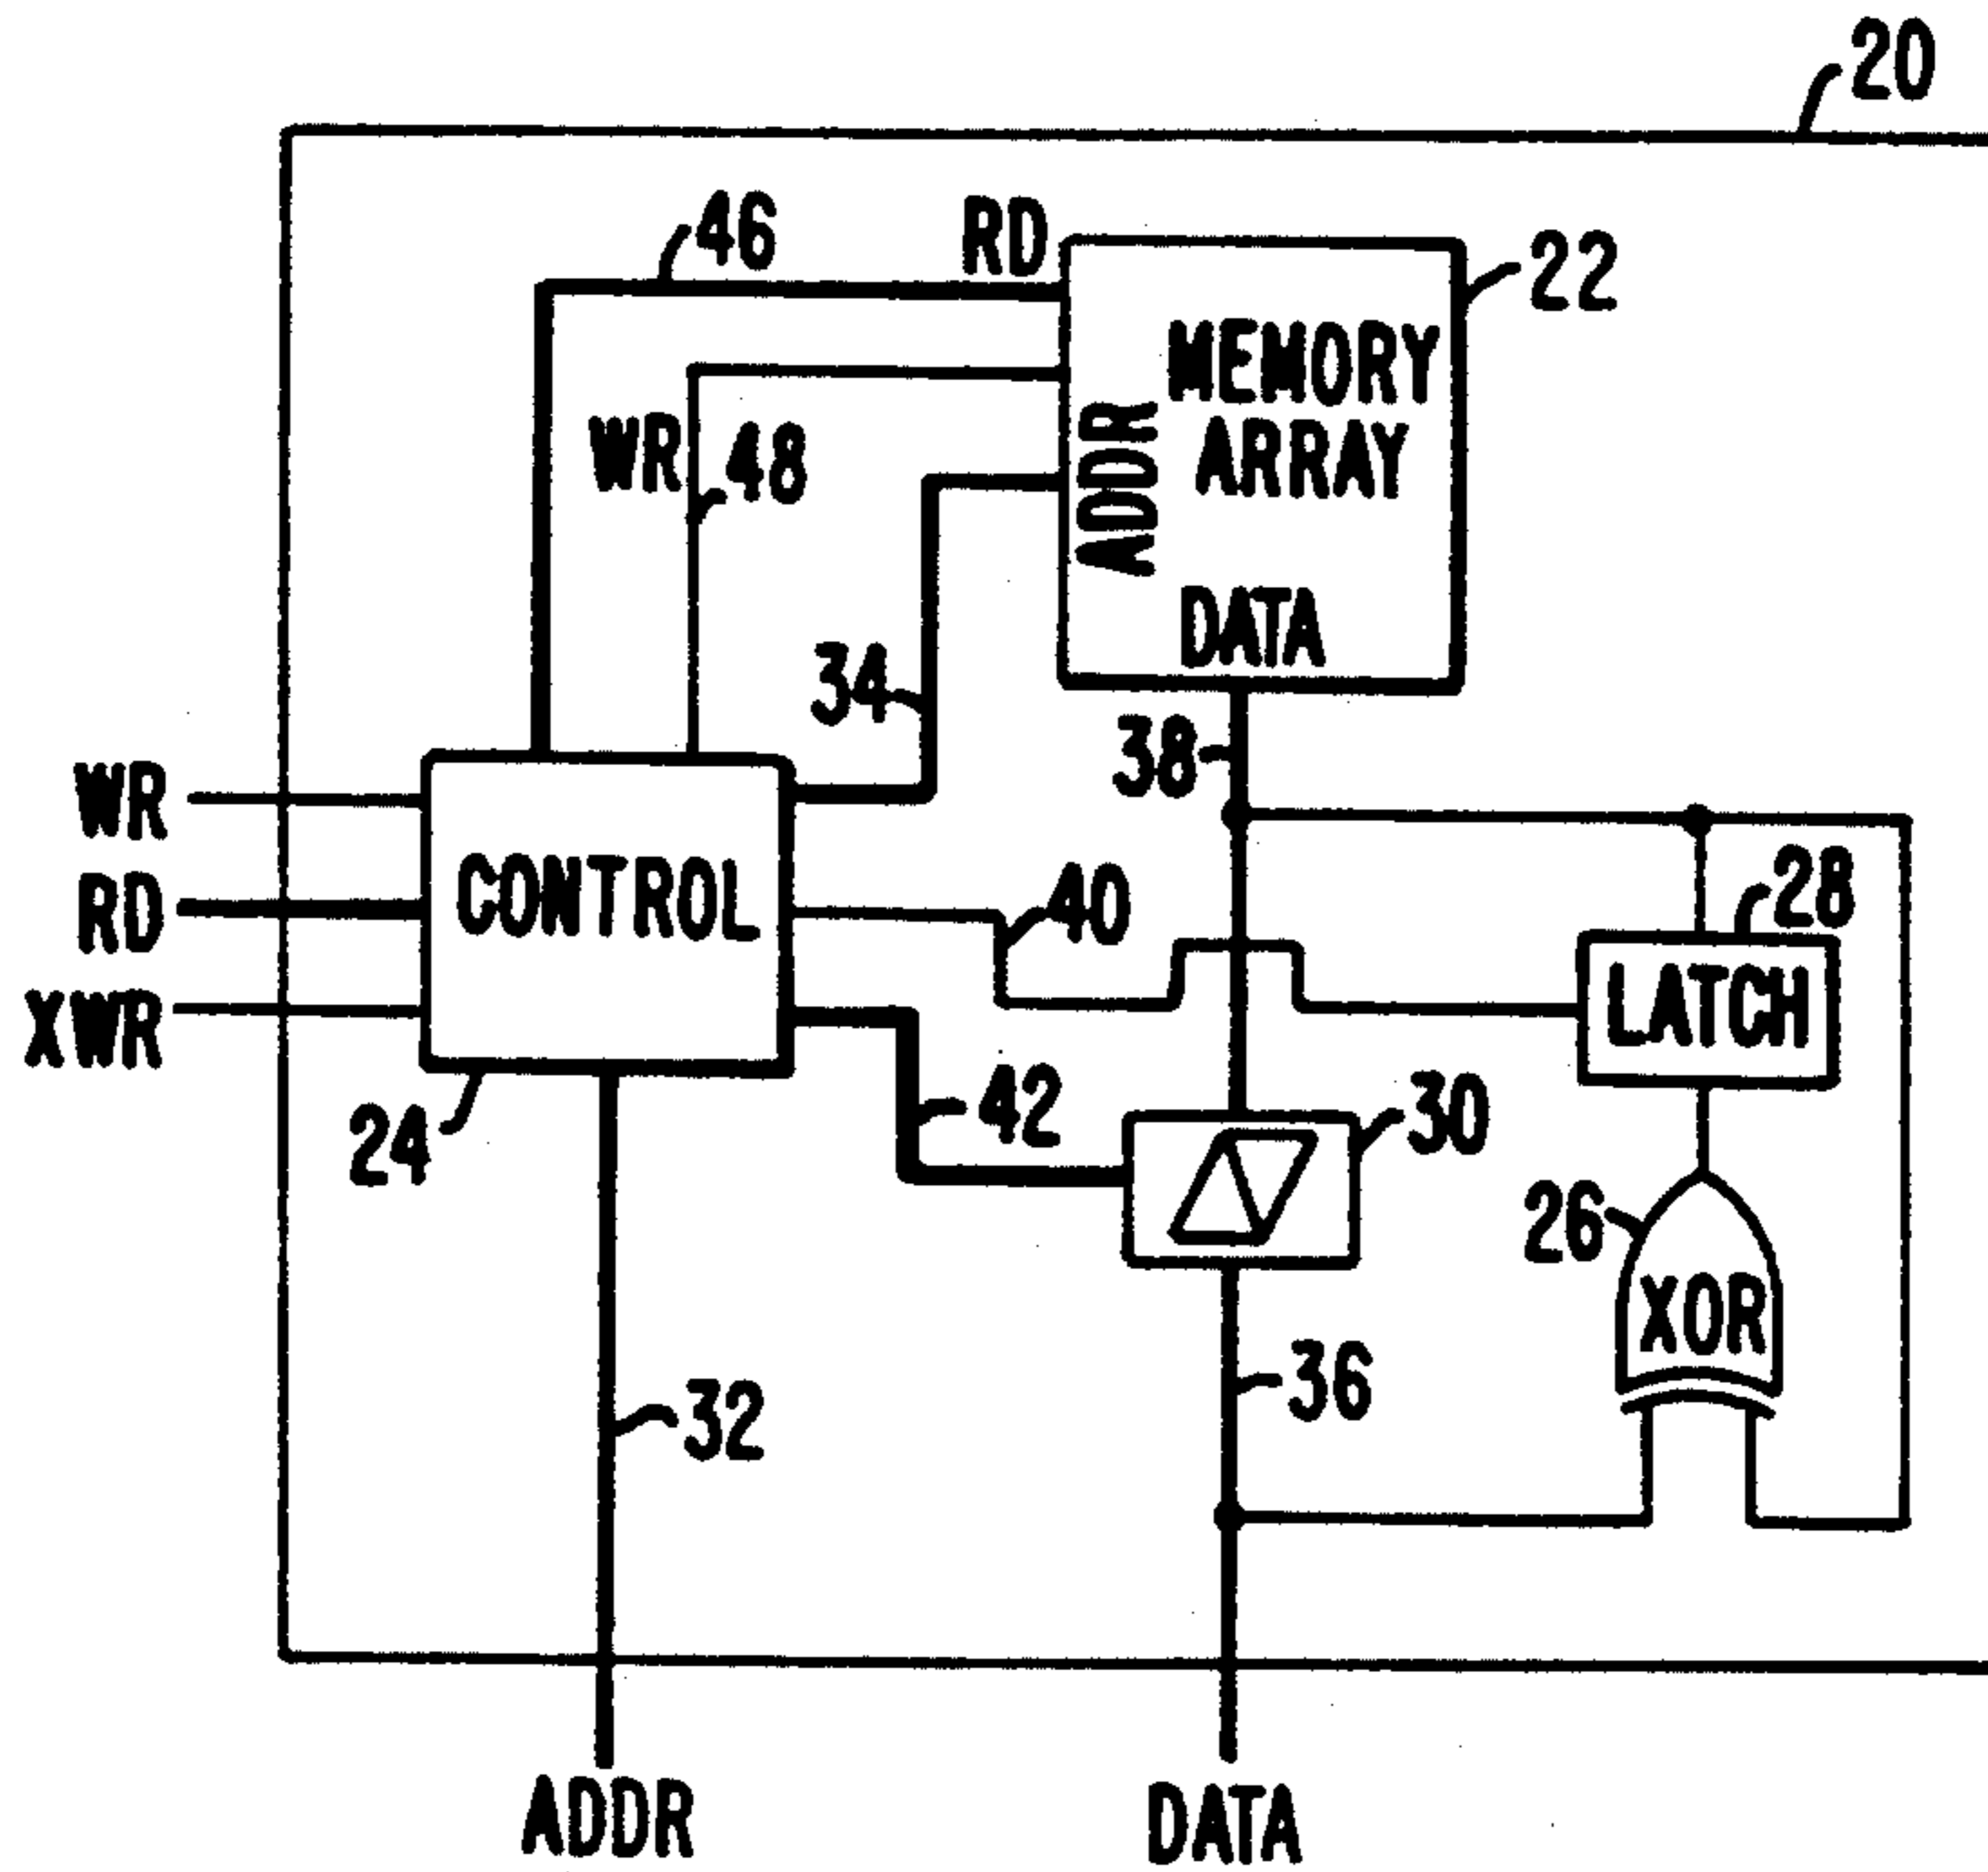 20
46
RD
22
MEMORY
ARRAY
WR
48
ADDR
DATA
34
38
WR
RD
XWR
CONTROL
40
28
LATCH
24
42
30
26
XOR
32
36
ADDR
DATA